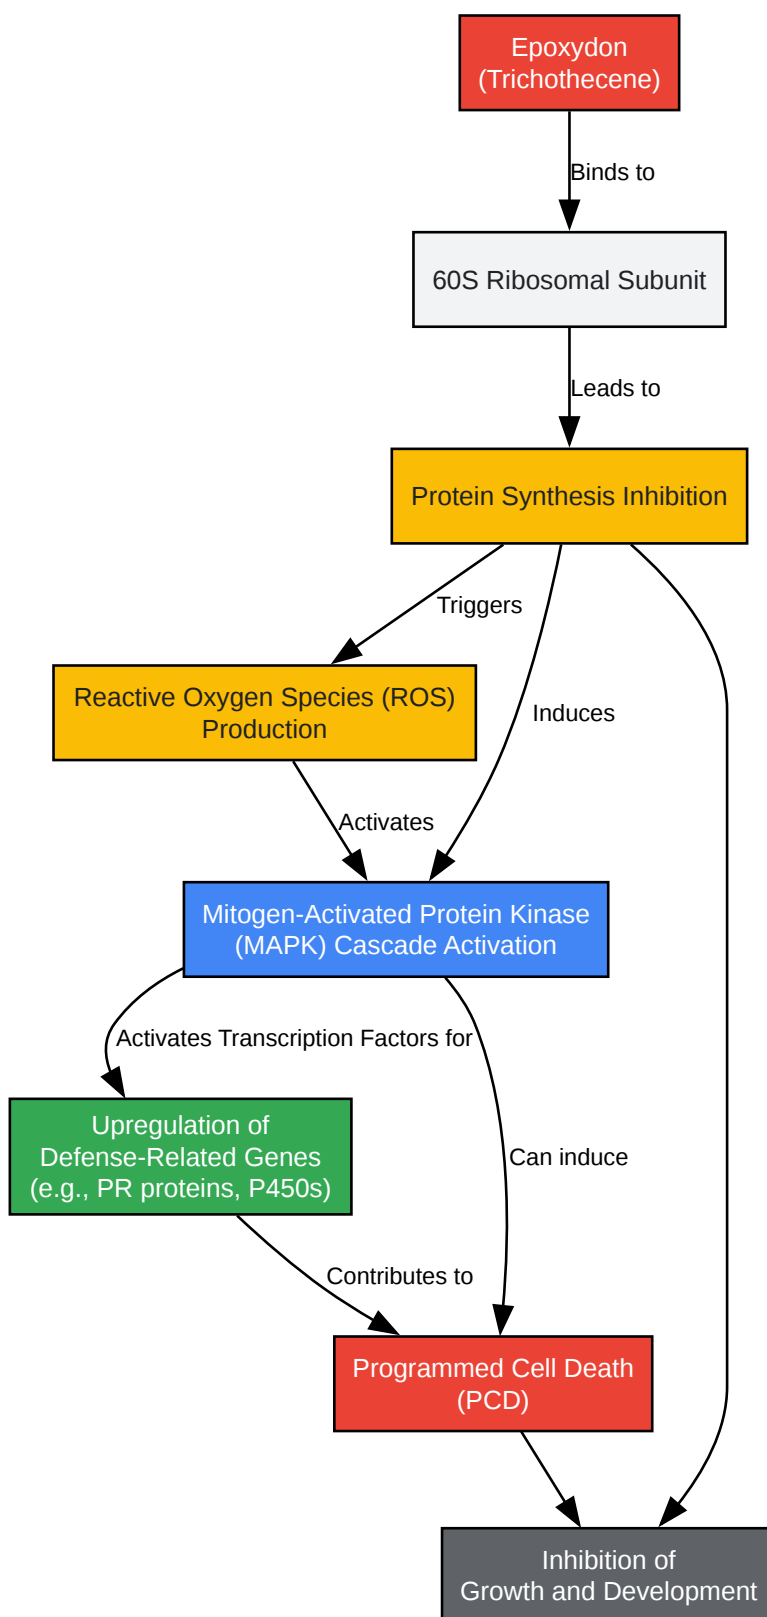 Epoxydon
(Trichothecene)
Binds to
60S Ribosomal Subunit
Leads to
Protein Synthesis Inhibition
Triggers
Reactive Oxygen Species (ROS)
Production
Induces
Activates
Mitogen-Activated Protein Kinase
(MAPK) Cascade Activation
Activates Transcription Factors for
Upregulation of
Defense-Related Genes
(e.g., PR proteins, P450s)
Can induce
Contributes to
Programmed Cell Death
(PCD)
Inhibition of
Growth and Development